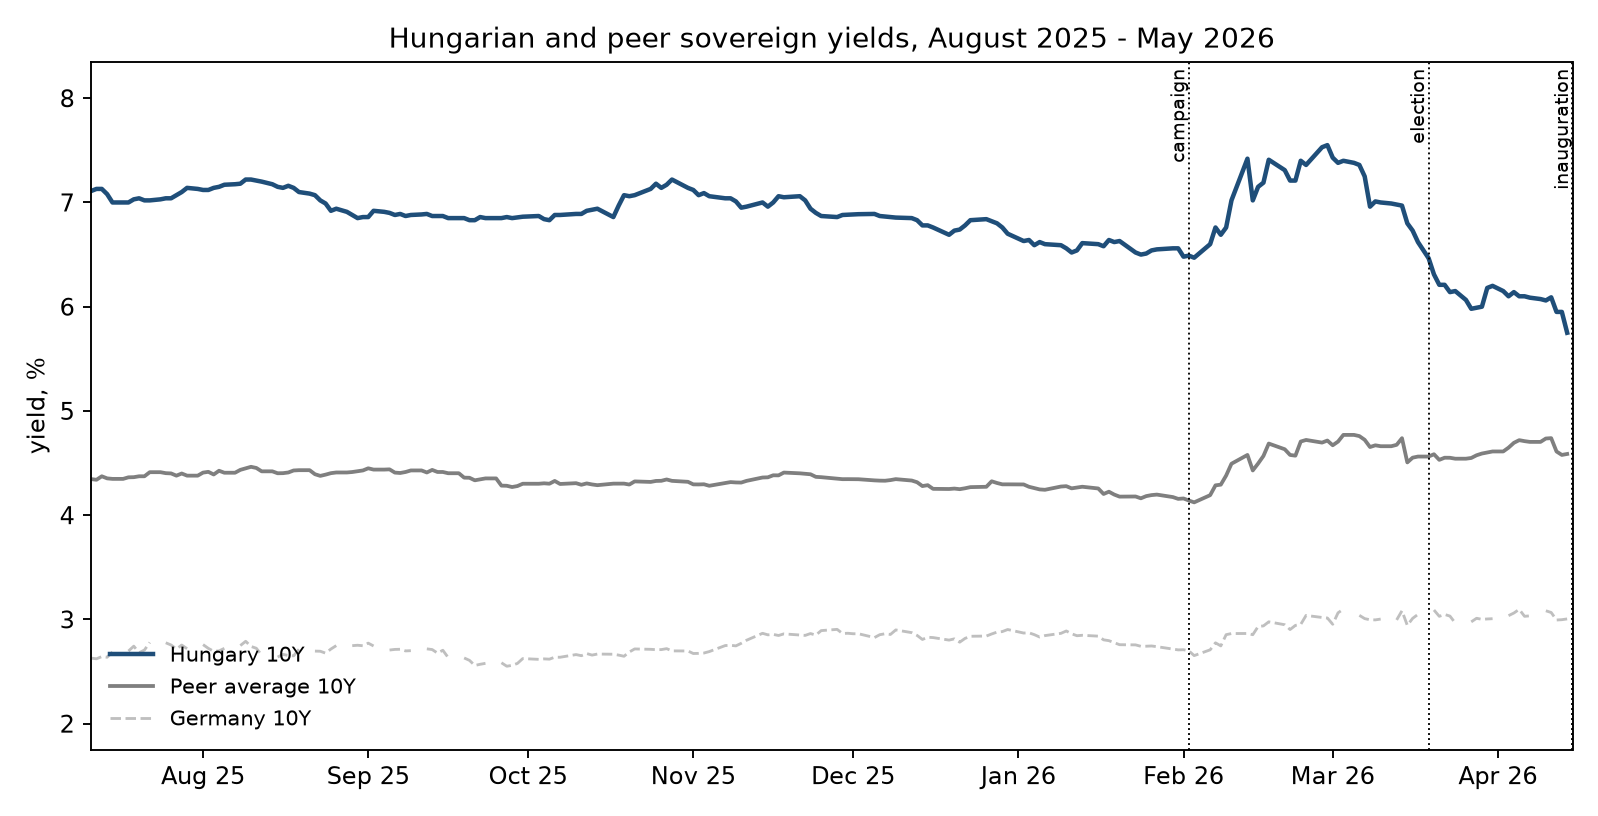 Hungarian and peer sovereign yields, August 2025 - May 2026
yield, %
8
7
6
5
4
3
2
campaign
election
inauguration
Hungary 10Y
Peer average 10Y
Germany 10Y
Aug 25
Sep 25
Oct 25
Nov 25
Dec 25
Jan 26
Feb 26
Mar 26
Apr 26